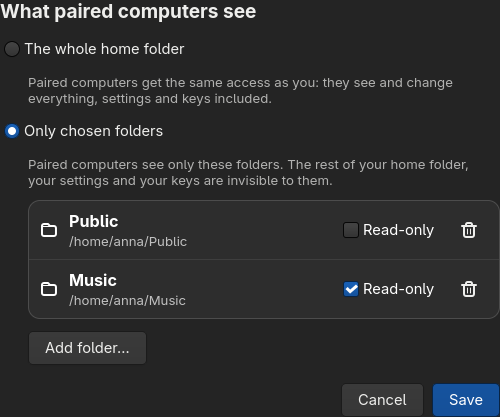 What paired computers see
The whole home folder
Paired computers get the same access as you: they see and change
everything, settings and keys included.
Only chosen folders
Paired computers see only these folders. The rest of your home folder,
your settings and your keys are invisible to them.
Public
/home/anna/Public
Read-only
Music
/home/anna/Music
Read-only
Add folder...
Cancel
Save